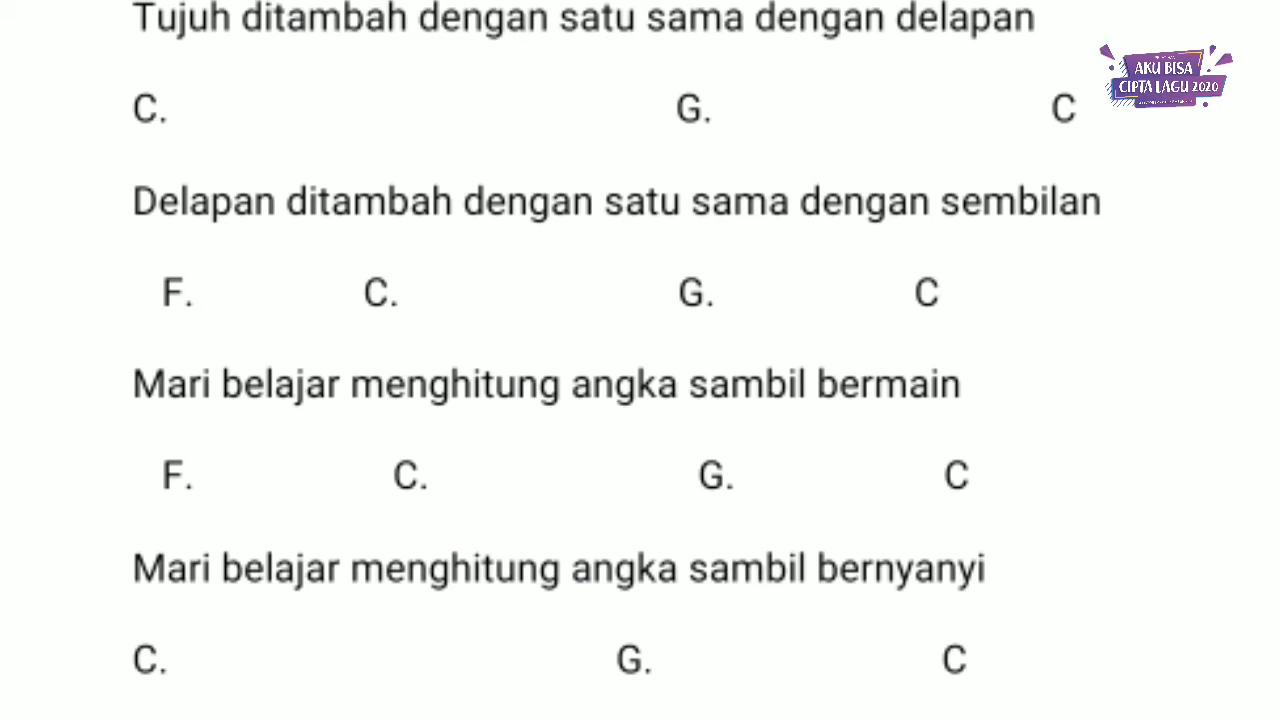 Tujuh ditambah dengan satu sama dengan delapan
AKU BISA
CIPTA LAGU 2020
C. G. C
Delapan ditambah dengan satu sama dengan sembilan
F. C. G. C
Mari belajar menghitung angka sambil bermain
F. C. G. C
Mari belajar menghitung angka sambil bernyanyi
C. G. C